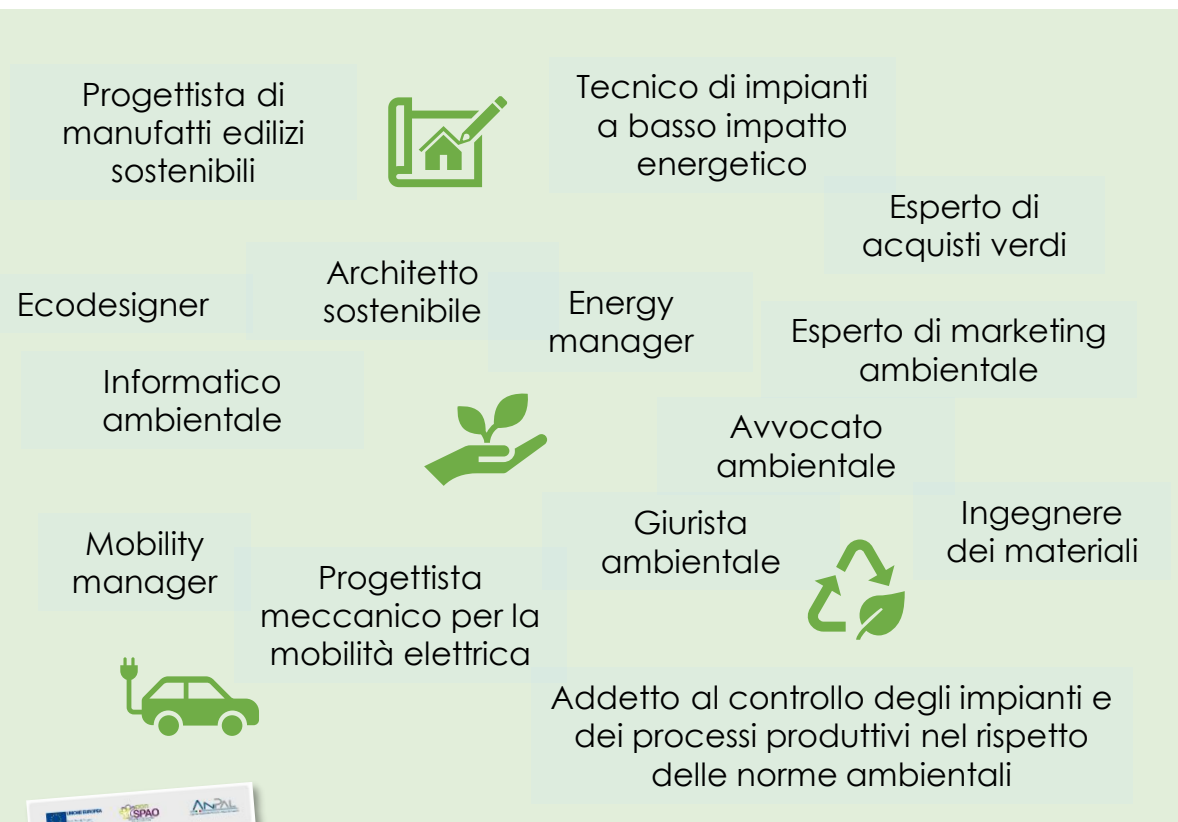 Progettista di
manufatti edilizi
sostenibili
Tecnico di impianti
a basso impatto
energetico
Esperto di
acquisti verdi
Ecodesigner
Architetto
sostenibile
Energy
manager
Esperto di marketing
ambientale
Informatico
ambientale
Avvocato
ambientale
Mobility
manager
Progettista
meccanico per la
mobilità elettrica
Giurista
ambientale
Ingegnere
dei materiali
Addetto al controllo degli impianti e
dei processi produttivi nel rispetto
delle norme ambientali
UNIONE EUROPEA
SPAO
ANPAL